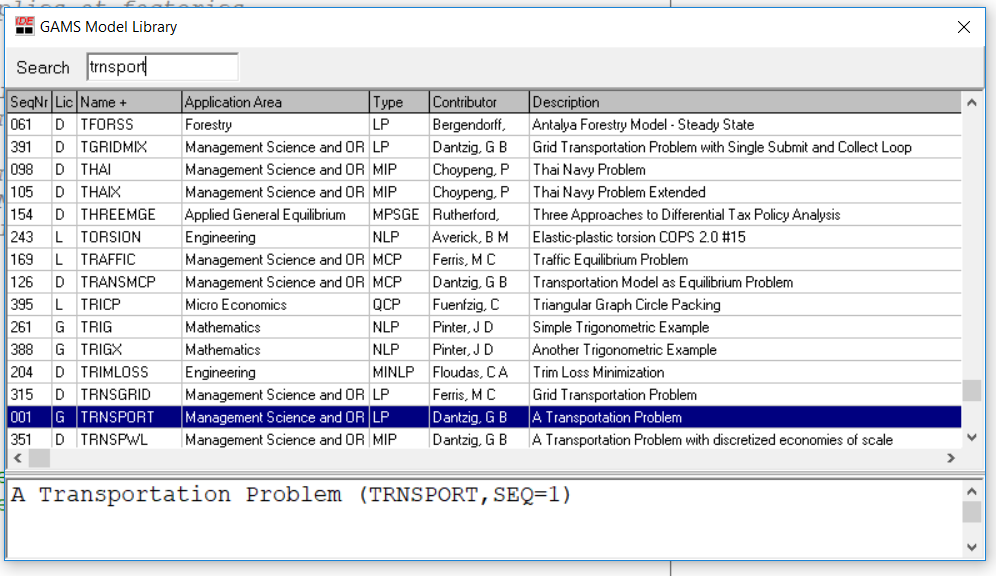 GAMS Model Library
Search trnsport
SeqNr Lic Name + Application Area Type Contributor Description
061 D TFORSS Forestry LP Bergendorff, Antalya Forestry Model - Steady State
391 D TGRIDMIX Management Science and OR LP Dantzig, G B Grid Transportation Problem with Single Submit and Collect Loop
098 D THAI Management Science and OR MIP Choypeng, P Thai Navy Problem
105 D THAIX Management Science and OR MIP Choypeng, P Thai Navy Problem Extended
154 D THREEMGE Applied General Equilibrium MPSGE Rutherford, Three Approaches to Differential Tax Policy Analysis
243 L TORSION Engineering NLP Averick, B M Elastic-plastic torsion COPS 2.0 #15
169 L TRAFFIC Management Science and OR MCP Ferris, M C Traffic Equilibrium Problem
126 D TRANSMCP Management Science and OR MCP Dantzig, G B Transportation Model as Equilibrium Problem
395 L TRICP Micro Economics QCP Fuenfzig, C Triangular Graph Circle Packing
261 G TRIG Mathematics NLP Pinter, J D Simple Trigonometric Example
388 G TRIGX Mathematics NLP Pinter, J D Another Trigonometric Example
204 D TRIMLOSS Engineering MINLP Floudas, C A Trim Loss Minimization
315 D TRNSGRID Management Science and OR LP Ferris, M C Grid Transportation Problem
001 G TRNSPORT Management Science and OR LP Dantzig, G B A Transportation Problem
351 D TRNSPWL Management Science and OR MIP Dantzig, G B A Transportation Problem with discretized economies of scale
A Transportation Problem (TRNSPORT,SEQ=1)